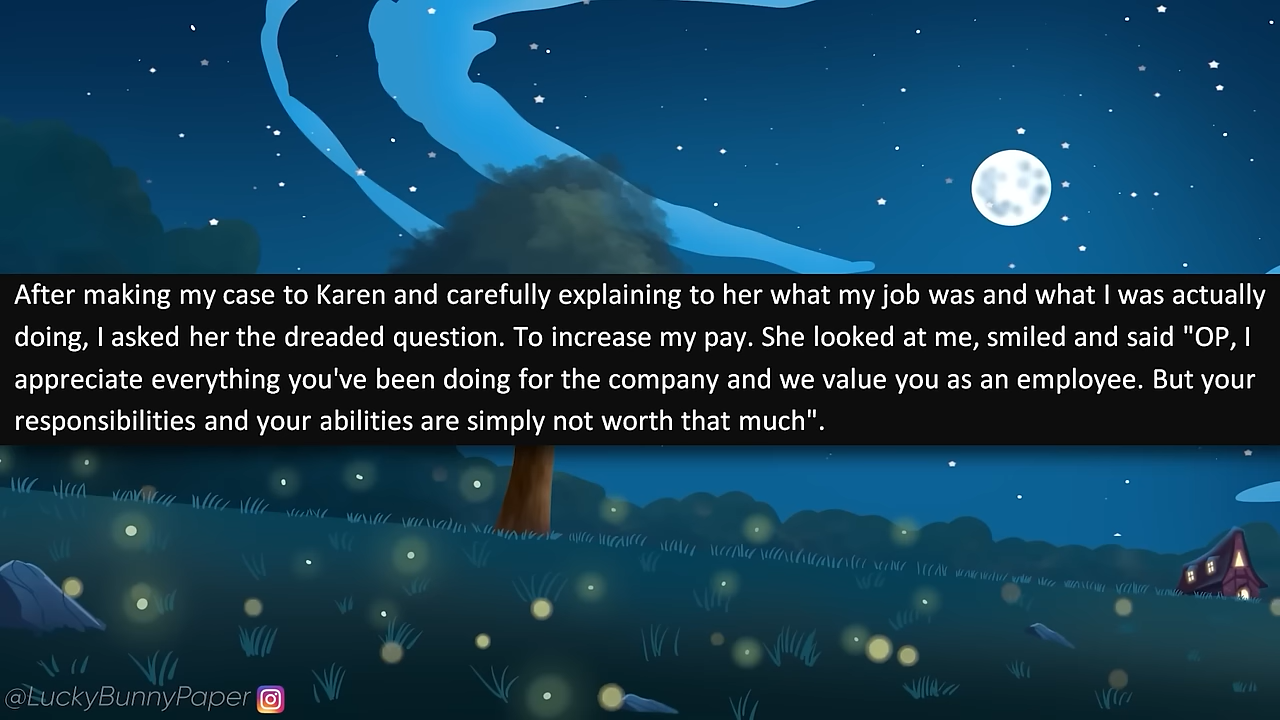 After making my case to Karen and carefully explaining to her what my job was and what I was actually
doing, I asked her the dreaded question. To increase my pay. She looked at me, smiled and said "OP, I
appreciate everything you've been doing for the company and we value you as an employee. But your
responsibilities and your abilities are simply not worth that much".
@LuckyBunnyPaper